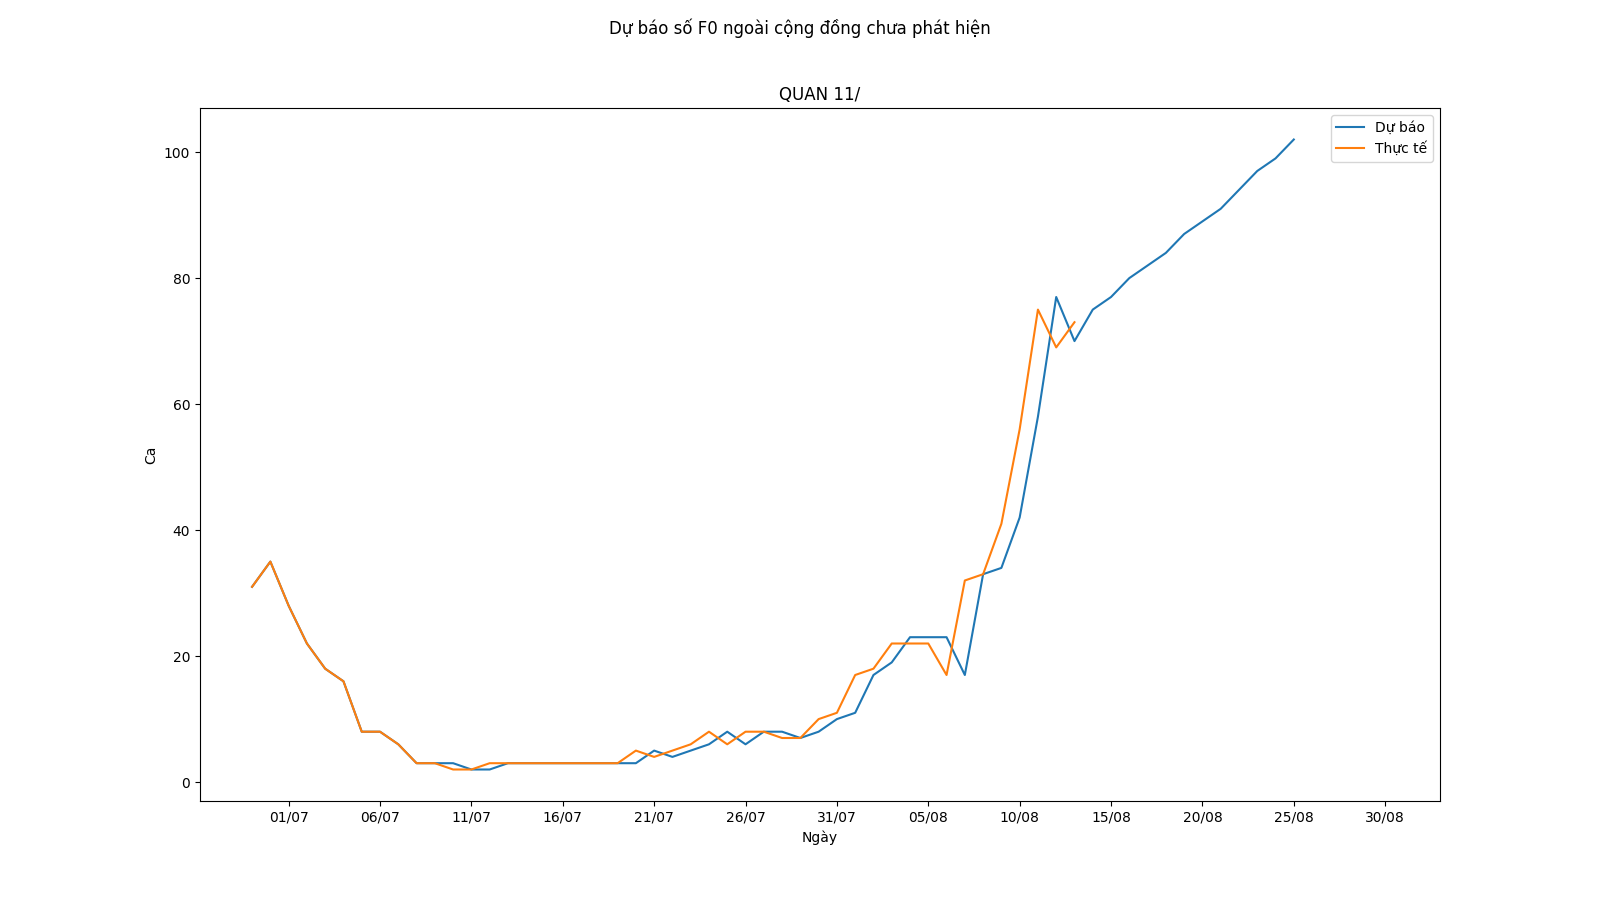 Dự báo số F0 ngoài cộng đồng chưa phát hiện
QUAN 11/
Dự báo
Thực tế
100
80
60
40
20
0
Ca
01/07 06/07 11/07 16/07 21/07 26/07 31/07 05/08 10/08 15/08 20/08 25/08 30/08
Ngày